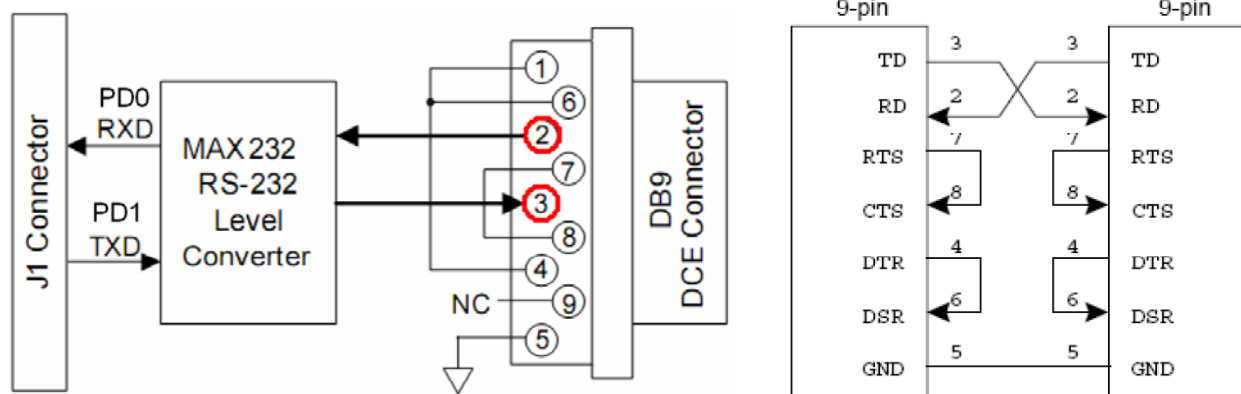 J1 Connector
PD0
RXD
PD1
TXD
MAX232
RS-232
Level
Converter
1
6
2
7
3
8
4
NC
9
5
DB9
DCE Connector
9-pin
9-pin
TD 3 3 TD
RD 2 2 RD
RTS 7 7 RTS
CTS 8 8 CTS
DTR 4 4 DTR
DSR 6 6 DSR
GND 5 5 GND